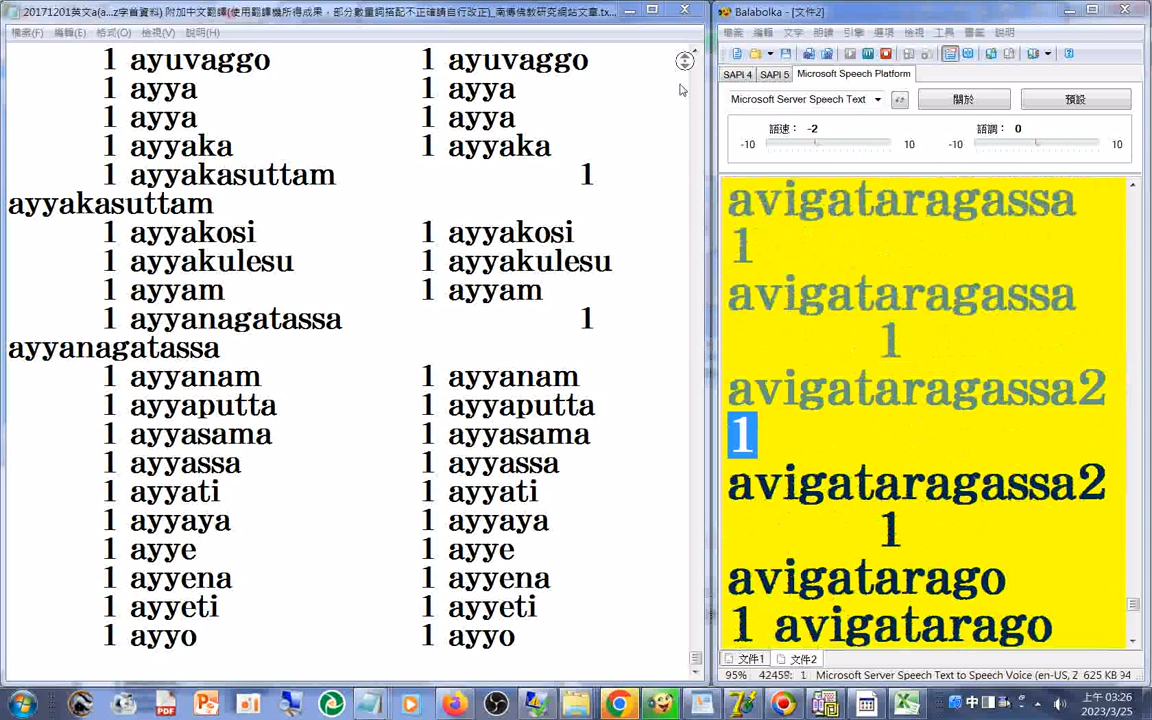 20171201英文a(a...z字首資料) 附加中文翻譯(使用翻譯機所得成果，部分數量詞搭配不正確請自行改正)_南傳佛教研究網站文章.tx...
檔案(F) 編輯(E) 格式(O) 檢視(V) 說明(H)
1 ayuvaggo 1 ayuvaggo
1 ayya 1 ayya
1 ayya 1 ayya
1 ayyaka 1 ayyaka
1 ayyakasuttam 1
ayyakasuttam
1 ayyakosi 1 ayyakosi
1 ayyakulesu 1 ayyakulesu
1 ayyam 1 ayyam
1 ayyanagatassa 1
ayyanagatassa
1 ayyanam 1 ayyanam
1 ayyaputta 1 ayyaputta
1 ayyasama 1 ayyasama
1 ayyassa 1 ayyassa
1 ayyati 1 ayyati
1 ayyaya 1 ayyaya
1 ayye 1 ayye
1 ayyena 1 ayyena
1 ayyeti 1 ayyeti
1 ayyo 1 ayyo
Balabolka - [文件2]
檔案 編輯 文字 朗讀 引擎 選項 檢視 工具 書籤 說明
SAPI 4 SAPI 5 Microsoft Speech Platform
Microsoft Server Speech Text 關於 預設
語速： -2 語調： 0
-10 10 -10 10
avigataragassa
1
avigataragassa
1
avigataragassa2
1
avigataragassa2
1
avigatarago
1 avigatarago
文件1 文件2
95% 42458: 1 Microsoft Server Speech Text to Speech Voice (en-US, Z 625 KB 94
中 上午 03:26
2023/3/25